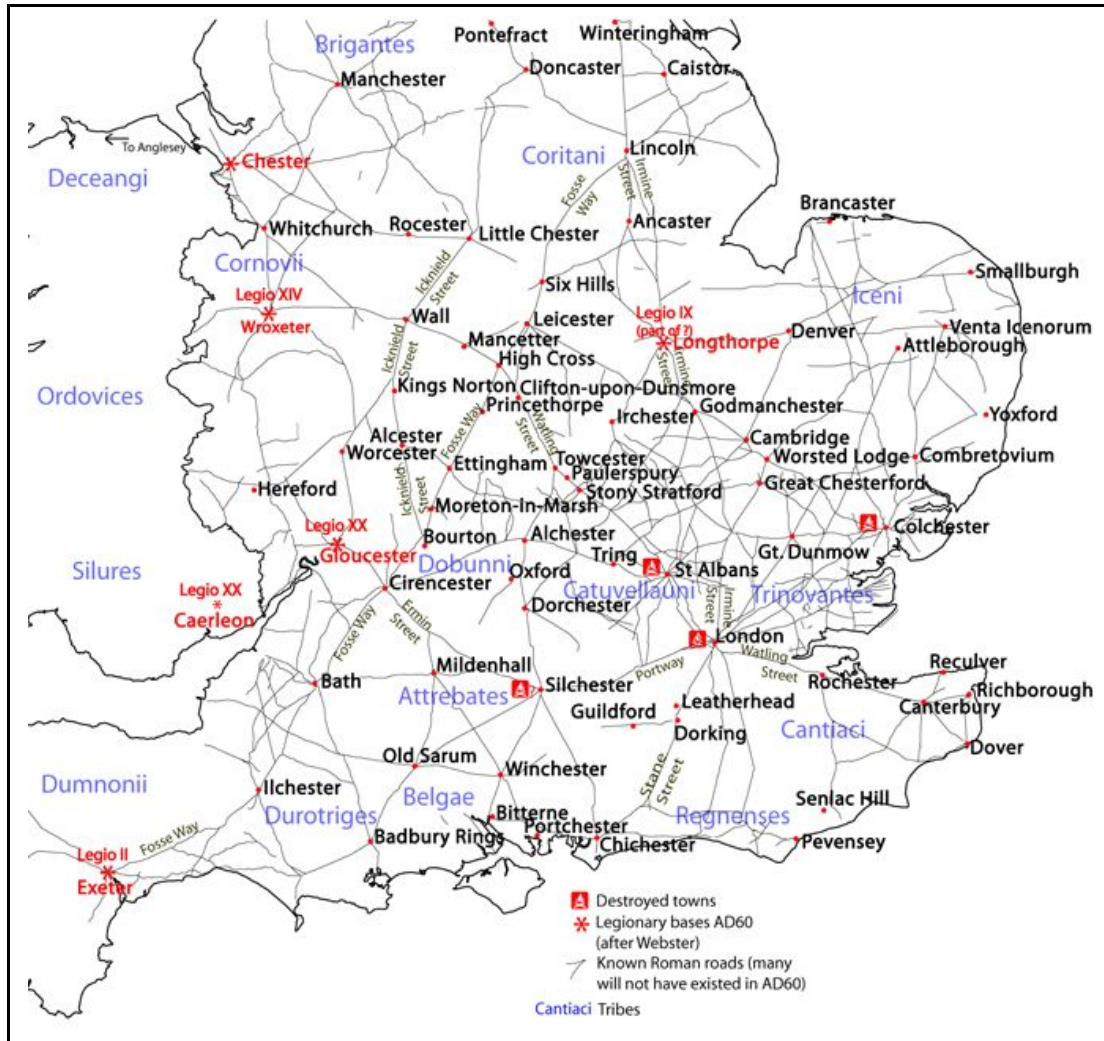 Pontefract
Winteringham
Brigantes
Doncaster
Caistor
Manchester
To Anglesey
Coritani
Lincoln
Chester
Deceangi
Fosse
Way
Irmine
Street
Brancaster
Whitchurch
Rocester
Little Chester
Ancaster
Cornovii
Icknield
Street
Six Hills
Smallburgh
Iceni
Legio XIV
Wroxeter
Wall
Leicester
Legio IX
(part of ?)
Longthorpe
Denver
Venta Icenorum
Attleborough
Mancetter
High Cross
Irmine
Street
Icknield
Street
Ordovices
Kings Norton
Clifton-upon-Dunsmore
Princethorpe
Irchester
Godmanchester
Yoxford
Fosse Way
Watling
Street
Alcester
Worcester
Cambridge
Worsted Lodge
Combretovium
Ettingham
Towcester
Paulerspury
Stony Stratford
Great Chesterford
Hereford
Icknield
Street
Moreton-In-Marsh
Legio XX
Gloucester
Bourton
Alchester
Colchester
Gt. Dunmow
Dobunni
Tring
Silures
Oxford
St Albans
Catuvellauni
Cirencester
Trinovantes
Legio XX
Caerleon
Dorchester
Irmine
Street
Fosse Way
Ermin
Street
London
Watling
Street
Portway
Mildenhall
Bath
Attrebates
Silchester
Rochester
Reculver
Richborough
Canterbury
Leatherhead
Guildford
Dorking
Cantiaci
Dover
Old Sarum
Winchester
Stane
Street
Dumnonii
Ilchester
Belgae
Durotriges
Bitterne
Senlac Hill
Regnenses
Portchester
Badbury Rings
Chichester
Pevensey
Fosse Way
Legio II
Exeter
Destroyed towns
Legionary bases AD60
(after Webster)
Known Roman roads (many
will not have existed in AD60)
Cantiaci Tribes